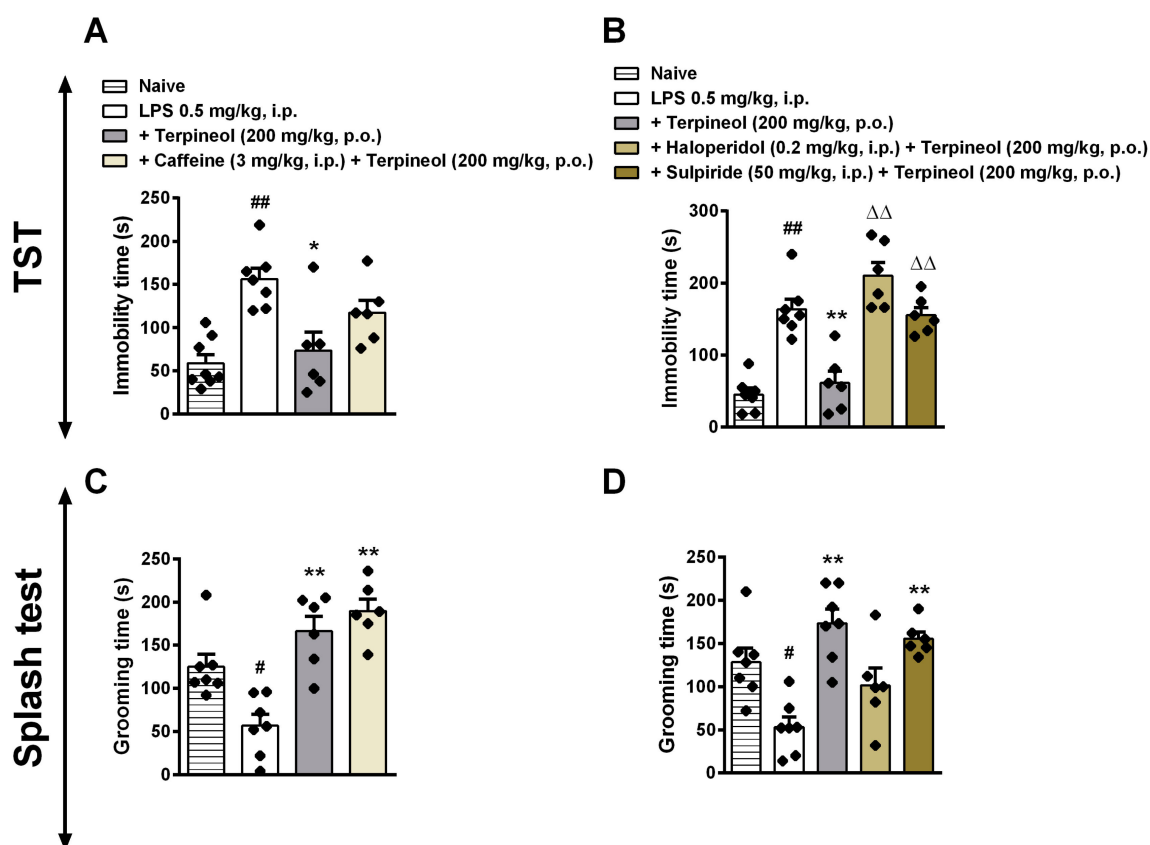 A
Naive
LPS 0.5 mg/kg, i.p.
+ Terpineol (200 mg/kg, p.o.)
+ Caffeine (3 mg/kg, i.p.) + Terpineol (200 mg/kg, p.o.)
TST
Immobility time (s)
250
200
150
100
50
0
##
*
B
Naive
LPS 0.5 mg/kg, i.p.
+ Terpineol (200 mg/kg, p.o.)
+ Haloperidol (0.2 mg/kg, i.p.) + Terpineol (200 mg/kg, p.o.)
+ Sulpiride (50 mg/kg, i.p.) + Terpineol (200 mg/kg, p.o.)
Immobility time (s)
300
200
100
0
##
**
ΔΔ
ΔΔ
C
Splash test
Grooming time (s)
250
200
150
100
50
0
#
**
**
D
Grooming time (s)
250
200
150
100
50
0
#
**
**